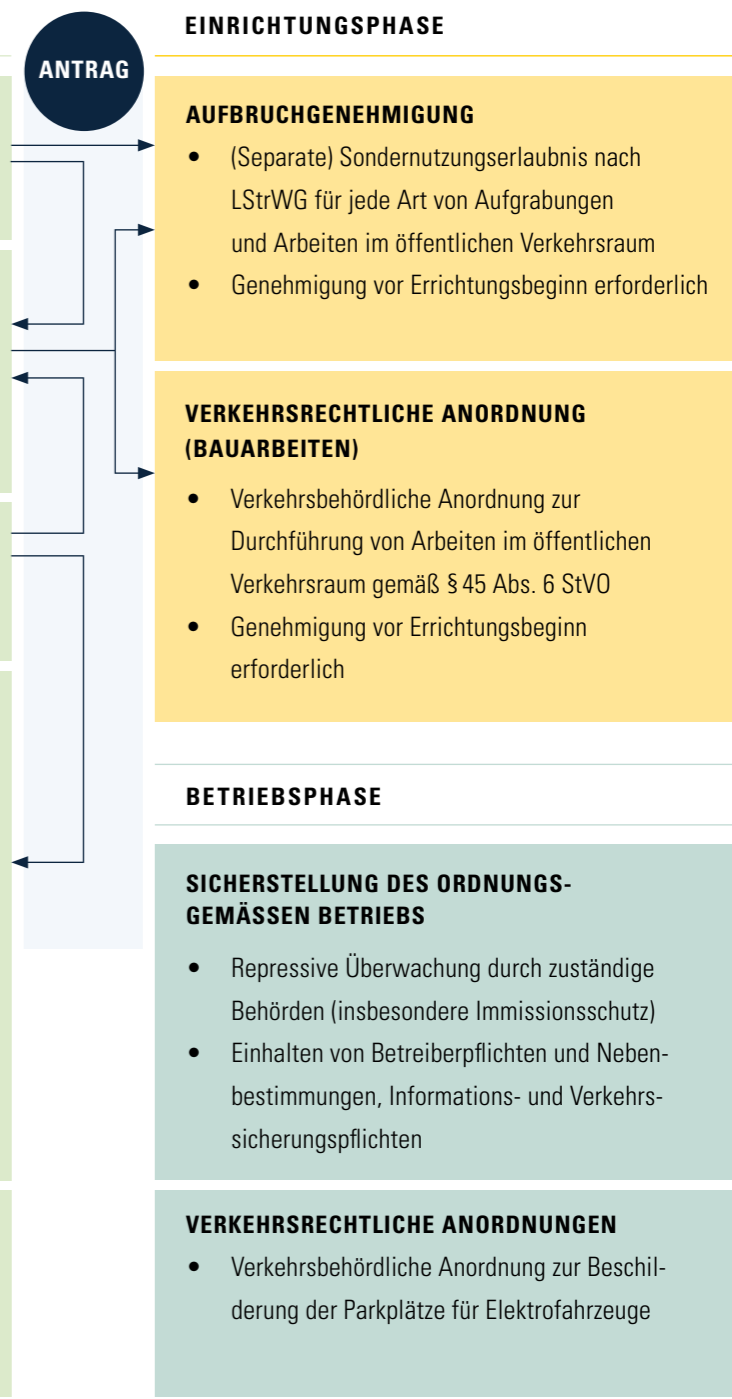 EINRICHTUNGSPHASE
ANTRAG
AUFBRUCHGENEHMIGUNG
• (Separate) Sondernutzungserlaubnis nach
LStrWG für jede Art von Aufgrabungen
und Arbeiten im öffentlichen Verkehrsraum
• Genehmigung vor Errichtungsbeginn erforderlich
VERKEHRSRECHTLICHE ANORDNUNG
(BAUARBEITEN)
• Verkehrsbehördliche Anordnung zur
Durchführung von Arbeiten im öffentlichen
Verkehrsraum gemäß § 45 Abs. 6 StVO
• Genehmigung vor Errichtungsbeginn
erforderlich
BETRIEBSPHASE
SICHERSTELLUNG DES ORDNUNGS-
GEMÄSSEN BETRIEBS
• Repressive Überwachung durch zuständige
Behörden (insbesondere Immissionsschutz)
• Einhalten von Betreiberpflichten und Neben-
bestimmungen, Informations- und Verkehrs-
sicherungspflichten
VERKEHRSRECHTLICHE ANORDNUNGEN
• Verkehrsbehördliche Anordnung zur Beschil-
derung der Parkplätze für Elektrofahrzeuge